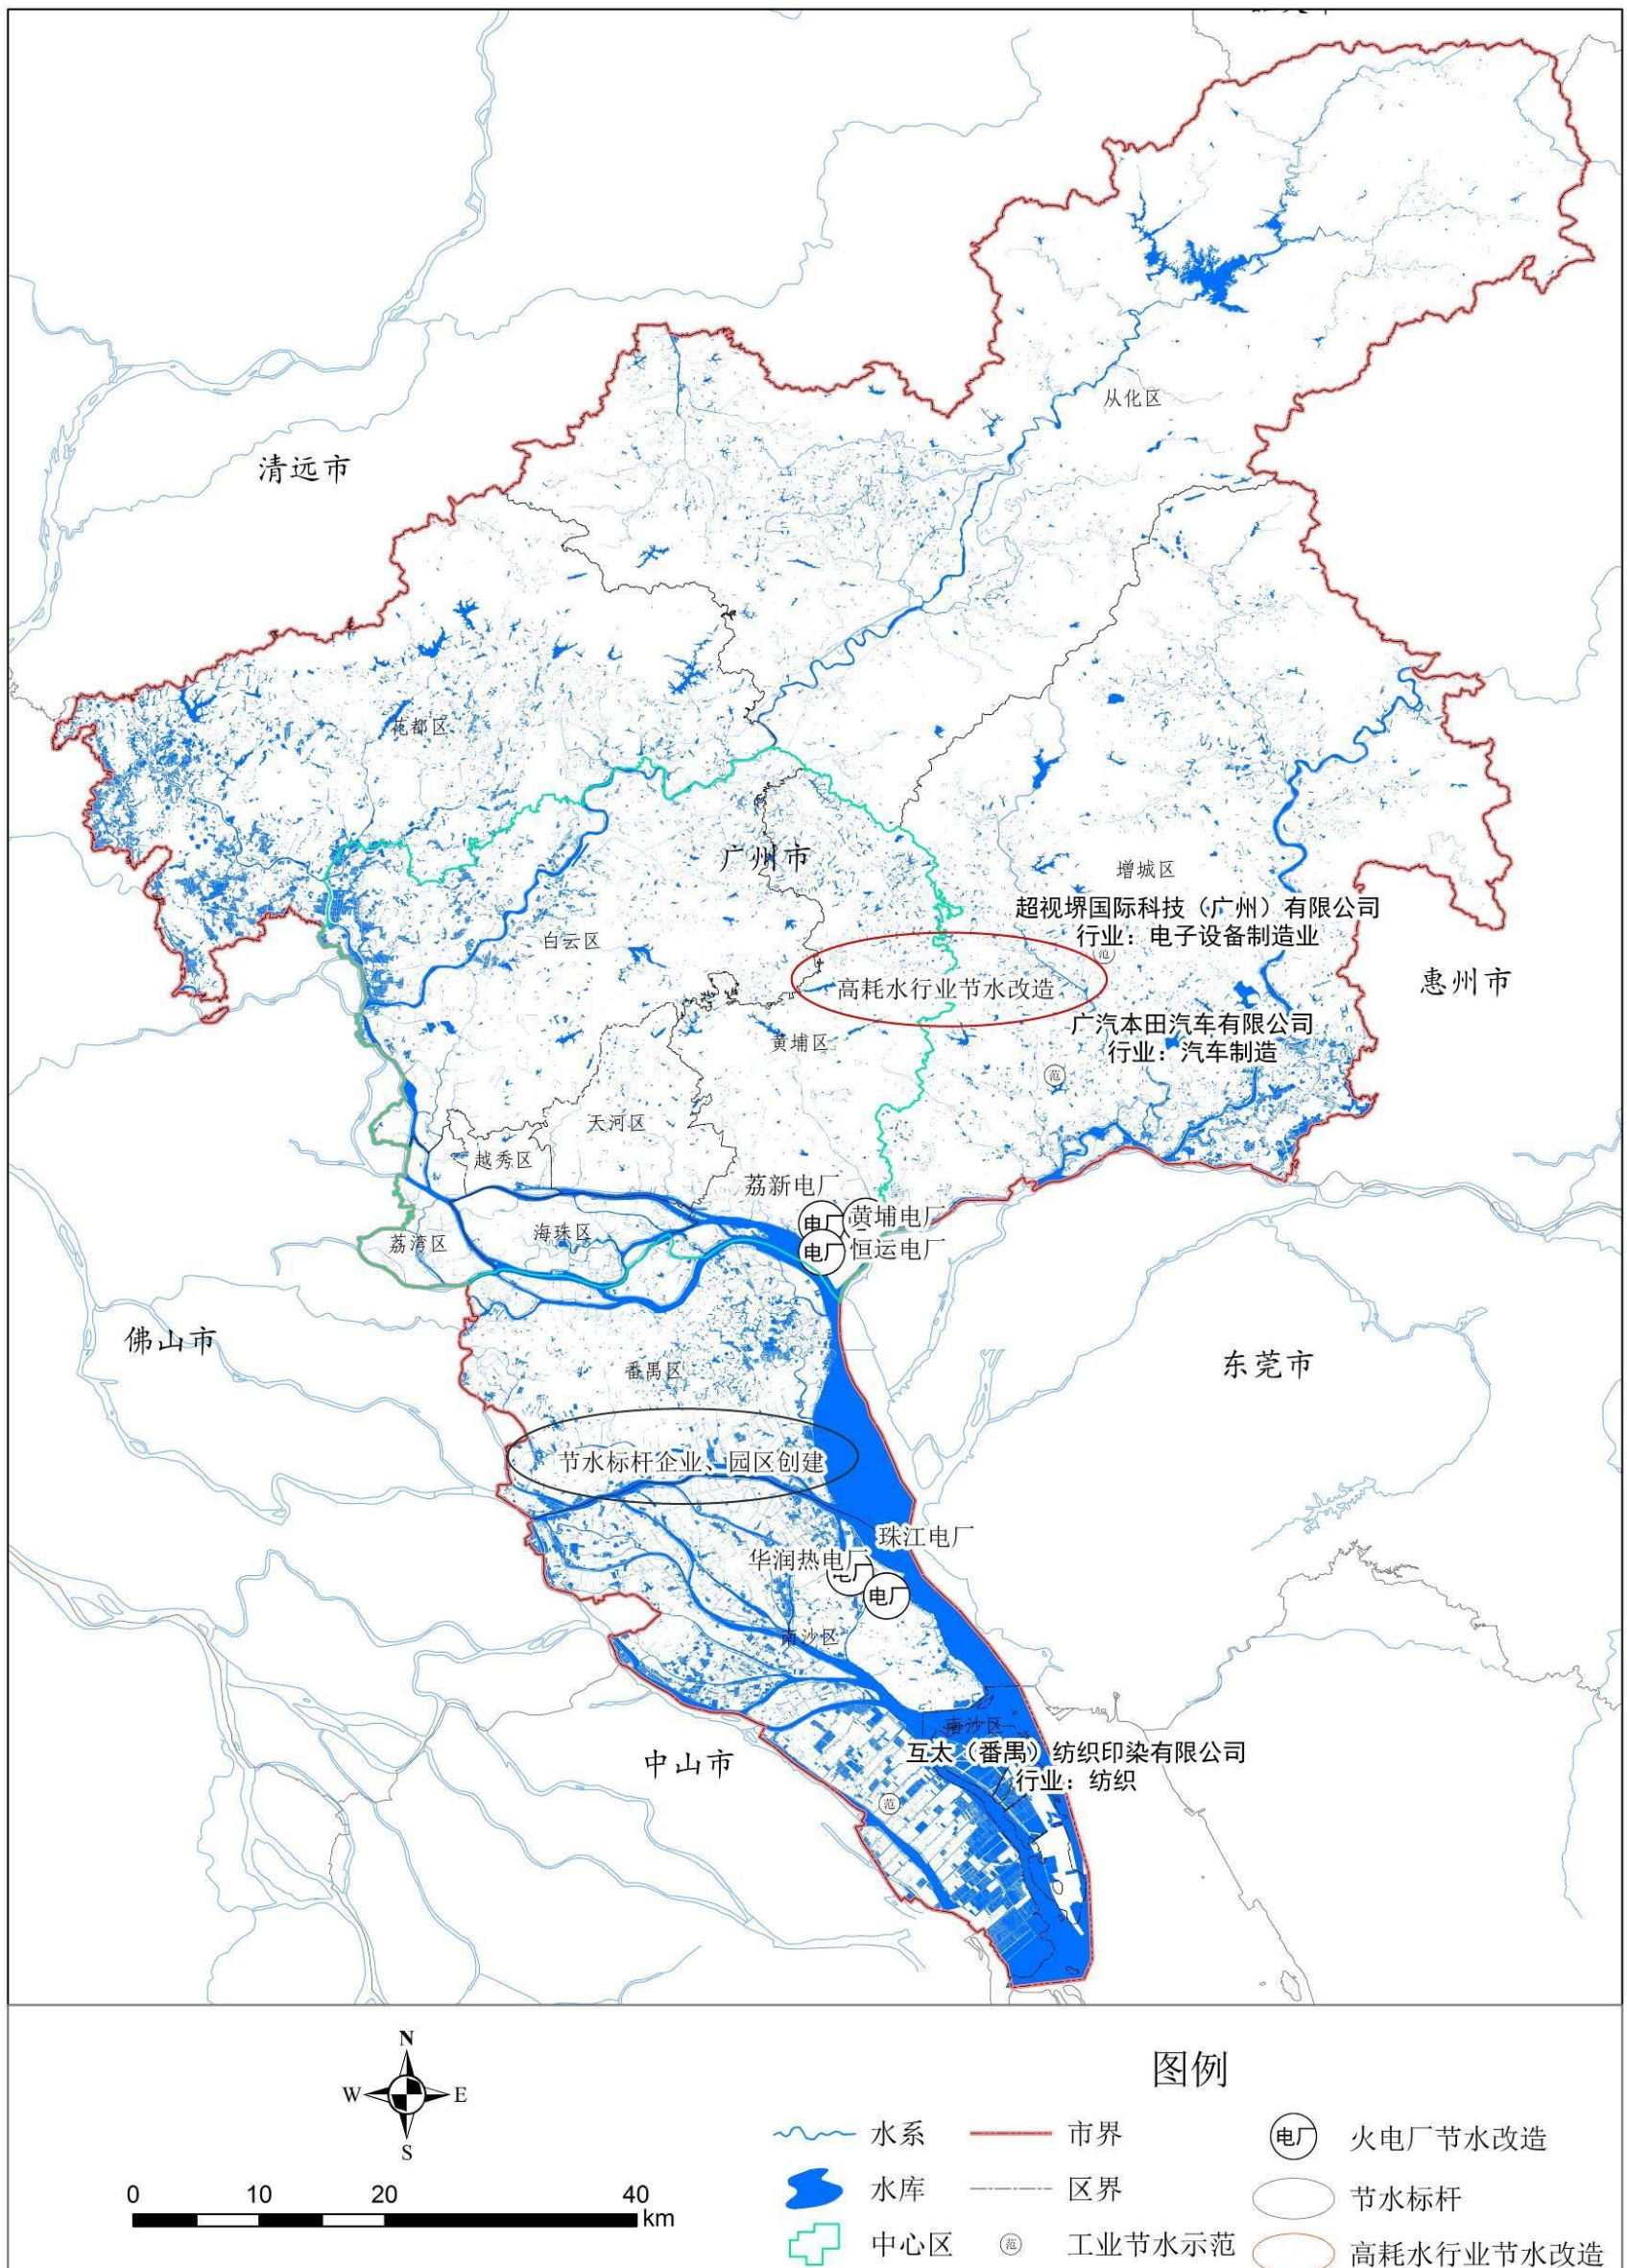 从化区
清远市
花都区
广州市
增城区
超视堺国际科技（广州）有限公司
行业：电子设备制造业
范
白云区
惠州市
高耗水行业节水改造
广汽本田汽车有限公司
行业：汽车制造
黄埔区
范
天河区
越秀区
荔新电厂
电厂
黄埔电厂
海珠区
荔湾区
电厂
恒运电厂
佛山市
东莞市
番禺区
节水标杆企业、园区创建
珠江电厂
华润热电厂
电厂
电厂
南沙区
南沙区
互太（番禺）纺织印染有限公司
行业：纺织
中山市
范
N
W
E
S
图例
水系
市界
电厂
火电厂节水改造
水库
区界
节水标杆
0
10
20
40
km
中心区
范
工业节水示范
高耗水行业节水改造